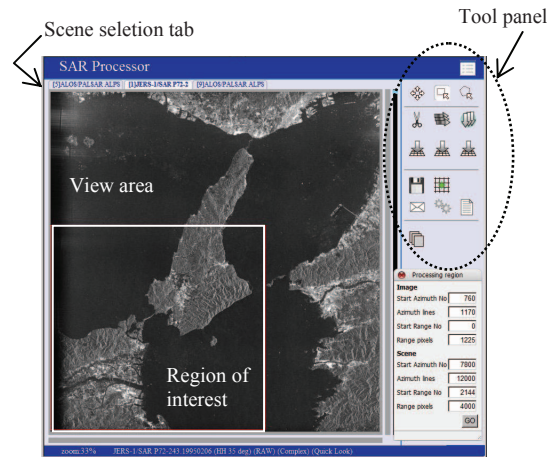 Scene seletion tab
Tool panel
SAR Processor
[5]ALOS/PALSAR ALPS [1]JERS-1/SAR P72-2 [9]ALOS/PALSAR ALPS
View area
Region of
interest
Processing region
Image
Start Azimuth No 760
Azimuth lines 1170
Start Range No 0
Range pixels 1225
Scene
Start Azimuth No 7800
Azimuth lines 12000
Start Range No 2144
Range pixels 4000
GO
zoom:33% JERS-1/SAR P72-243 19950206 (HH 35 deg) (RAW) (Complex) (Quick Look)